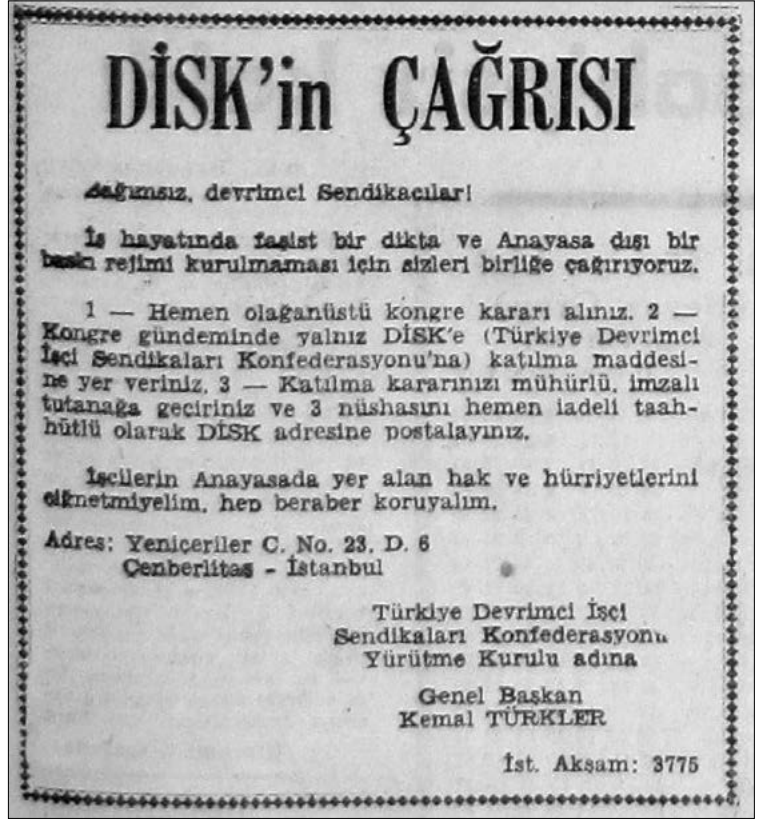 DİSK'in ÇAĞRISI
Bağımsız, devrimci Sendikacılar!
İş hayatında faşist bir dikta ve Anayasa dışı bir
baskı rejimi kurulmaması için sizleri birliğe çağırıyoruz.
1 — Hemen olağanüstü kongre kararı alınız. 2 —
Kongre gündeminde yalnız DİSK'e (Türkiye Devrimci
İşçi Sendikaları Konfederasyonu'na) katılma maddesi-
ne yer veriniz. 3 — Katılma kararınızı mühürlü, imzalı
tutanağa geciriniz ve 3 nüshasını hemen iadeli taah-
hütlü olarak DİSK adresine postalayınız.
İşcilerin Anayasada yer alan hak ve hürriyetlerini
çiğnetmiyelim, hep beraber koruyalım.
Adres: Yeniçeriler C. No. 23. D. 6
Çenberlitaş - İstanbul
Türkiye Devrimci İşçi
Sendikaları Konfederasyonu
Yürütme Kurulu adına
Genel Başkan
Kemal TÜRKLER
İst. Akşam: 3775